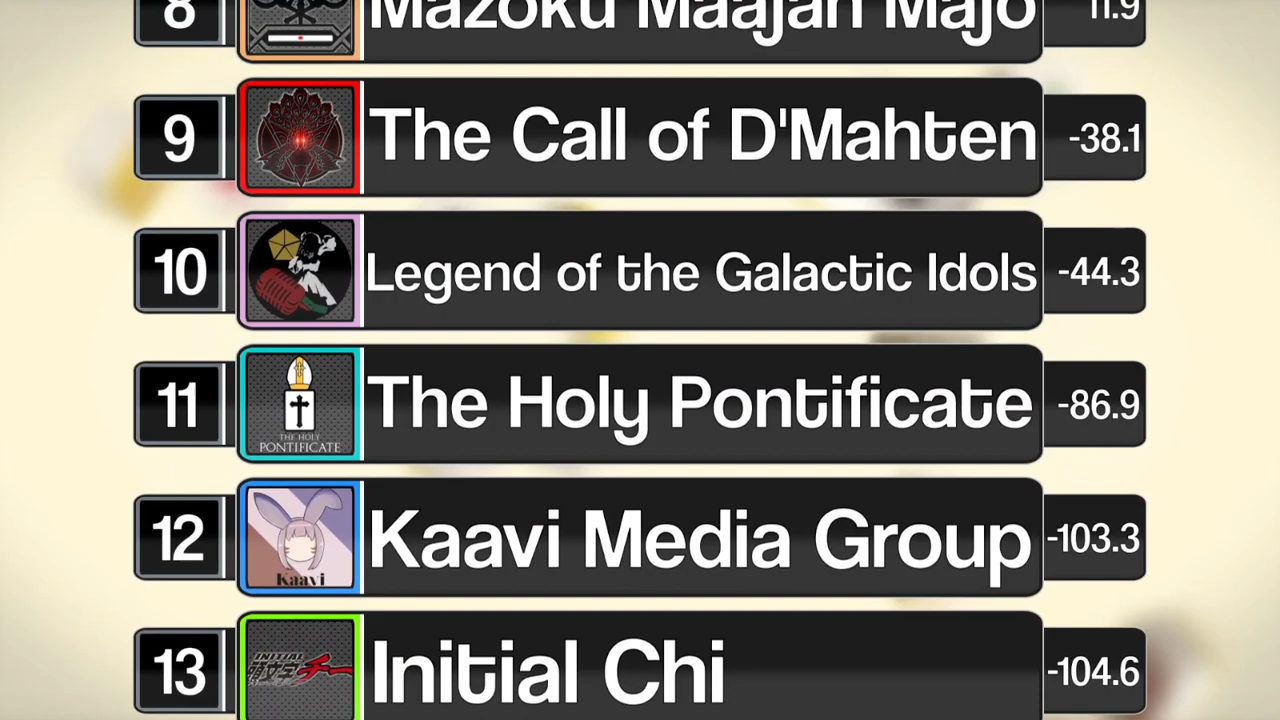 8 Mazoku Maajan Majo 11.9
9 The Call of D'Mahten -38.1
10 Legend of the Galactic Idols -44.3
11 THE HOLY PONTIFICATE The Holy Pontificate -86.9
12 Kaavi Kaavi Media Group -103.3
13 INITIAL Initial Chi -104.6